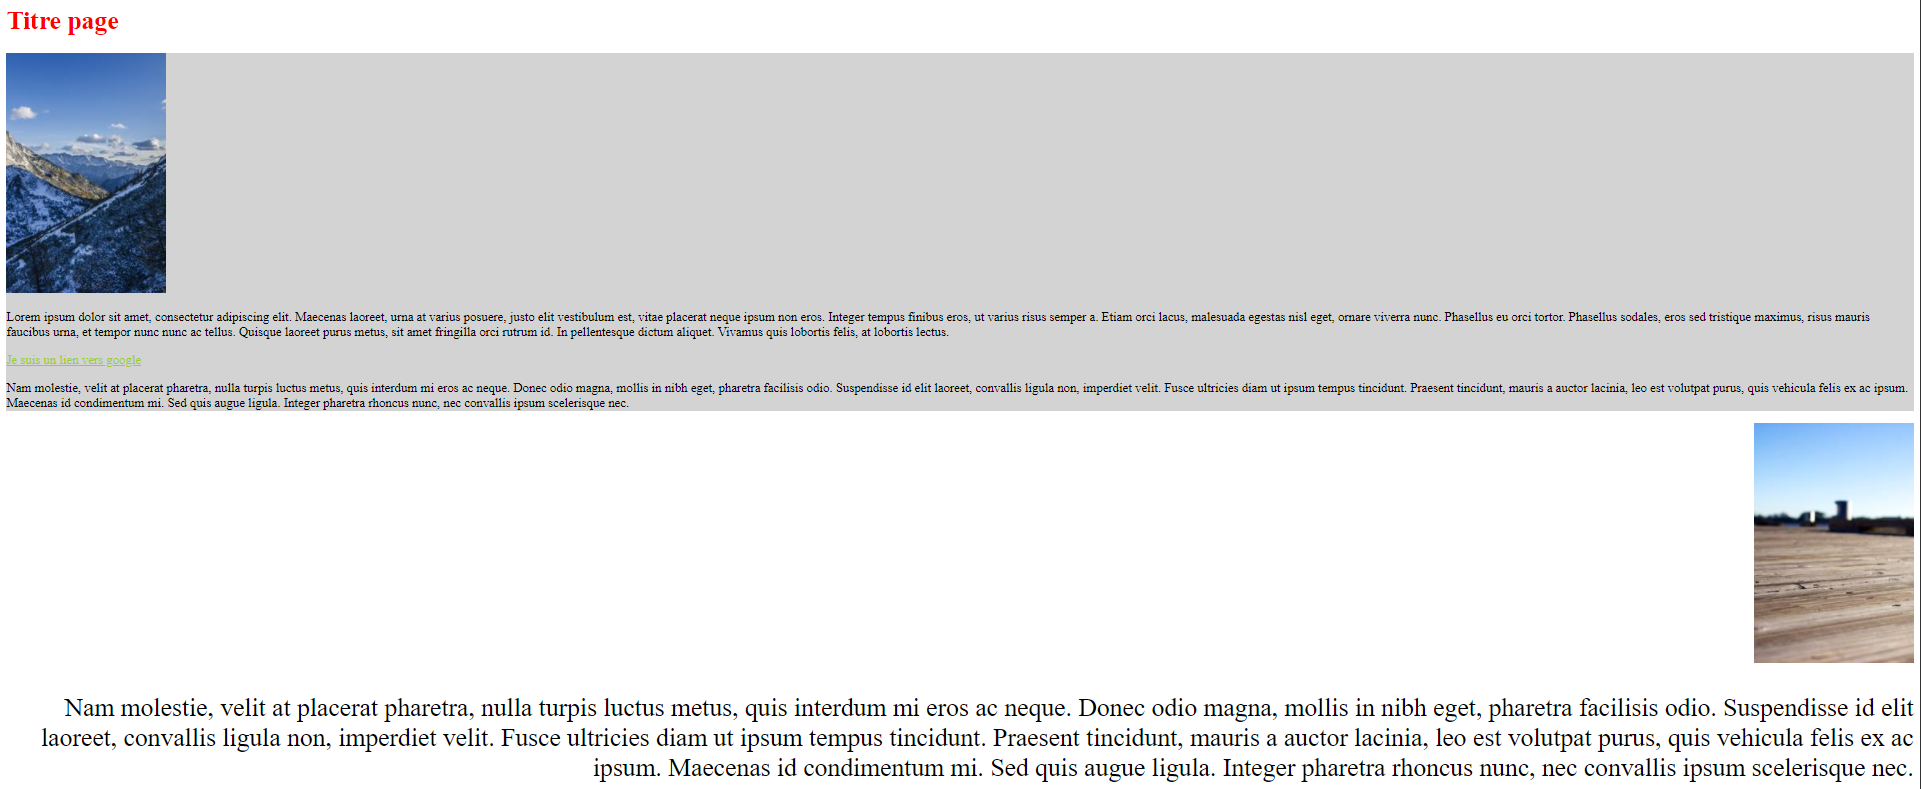 Titre page
Lorem ipsum dolor sit amet, consectetur adipiscing elit. Maecenas laoreet, urna at varius posuere, justo elit vestibulum est, vitae placerat neque ipsum non eros. Integer tempus finibus eros, ut varius risus semper a. Etiam orci lacus, malesuada egestas nisl eget, ornare viverra nunc. Phasellus eu orci tortor. Phasellus sodales, eros sed tristique maximus, risus mauris
faucibus urna, et tempor nunc nunc ac tellus. Quisque laoreet purus metus, sit amet fringilla orci rutrum id. In pellentesque dictum aliquet. Vivamus quis lobortis felis, at lobortis lectus.
Je suis un lien vers google
Nam molestie, velit at placerat pharetra, nulla turpis luctus metus, quis interdum mi eros ac neque. Donec odio magna, mollis in nibh eget, pharetra facilisis odio. Suspendisse id elit laoreet, convallis ligula non, imperdiet velit. Fusce ultricies diam ut ipsum tempus tincidunt. Praesent tincidunt, mauris a auctor lacinia, leo est volutpat purus, quis vehicula felis ex ac ipsum.
Maecenas id condimentum mi. Sed quis augue ligula. Integer pharetra rhoncus nunc, nec convallis ipsum scelerisque nec.
Nam molestie, velit at placerat pharetra, nulla turpis luctus metus, quis interdum mi eros ac neque. Donec odio magna, mollis in nibh eget, pharetra facilisis odio. Suspendisse id elit
laoreet, convallis ligula non, imperdiet velit. Fusce ultricies diam ut ipsum tempus tincidunt. Praesent tincidunt, mauris a auctor lacinia, leo est volutpat purus, quis vehicula felis ex ac
ipsum. Maecenas id condimentum mi. Sed quis augue ligula. Integer pharetra rhoncus nunc, nec convallis ipsum scelerisque nec.